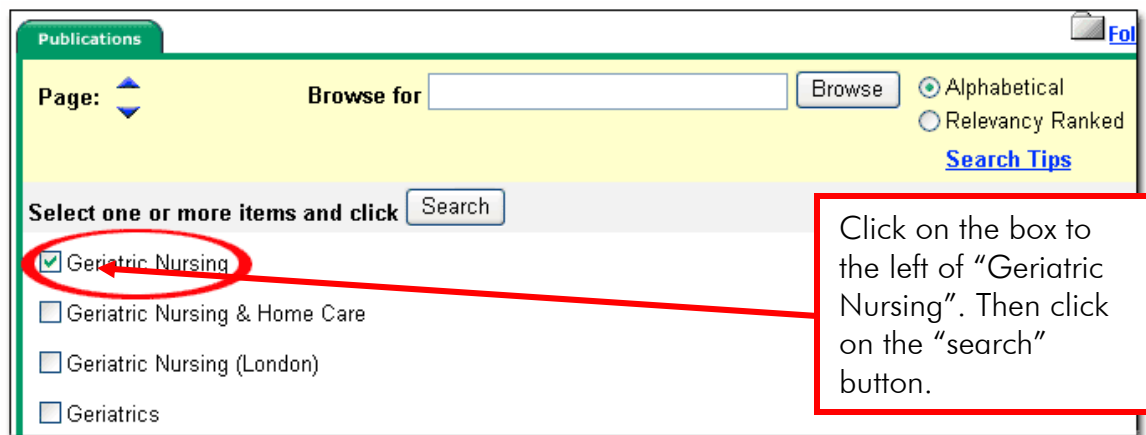 Publications
Fol
Page:
Browse for
Browse
Alphabetical
Relevancy Ranked
Search Tips
Select one or more items and click Search
Geriatric Nursing
Geriatric Nursing & Home Care
Geriatric Nursing (London)
Geriatrics
Click on the box to
the left of “Geriatric
Nursing”. Then click
on the “search”
button.